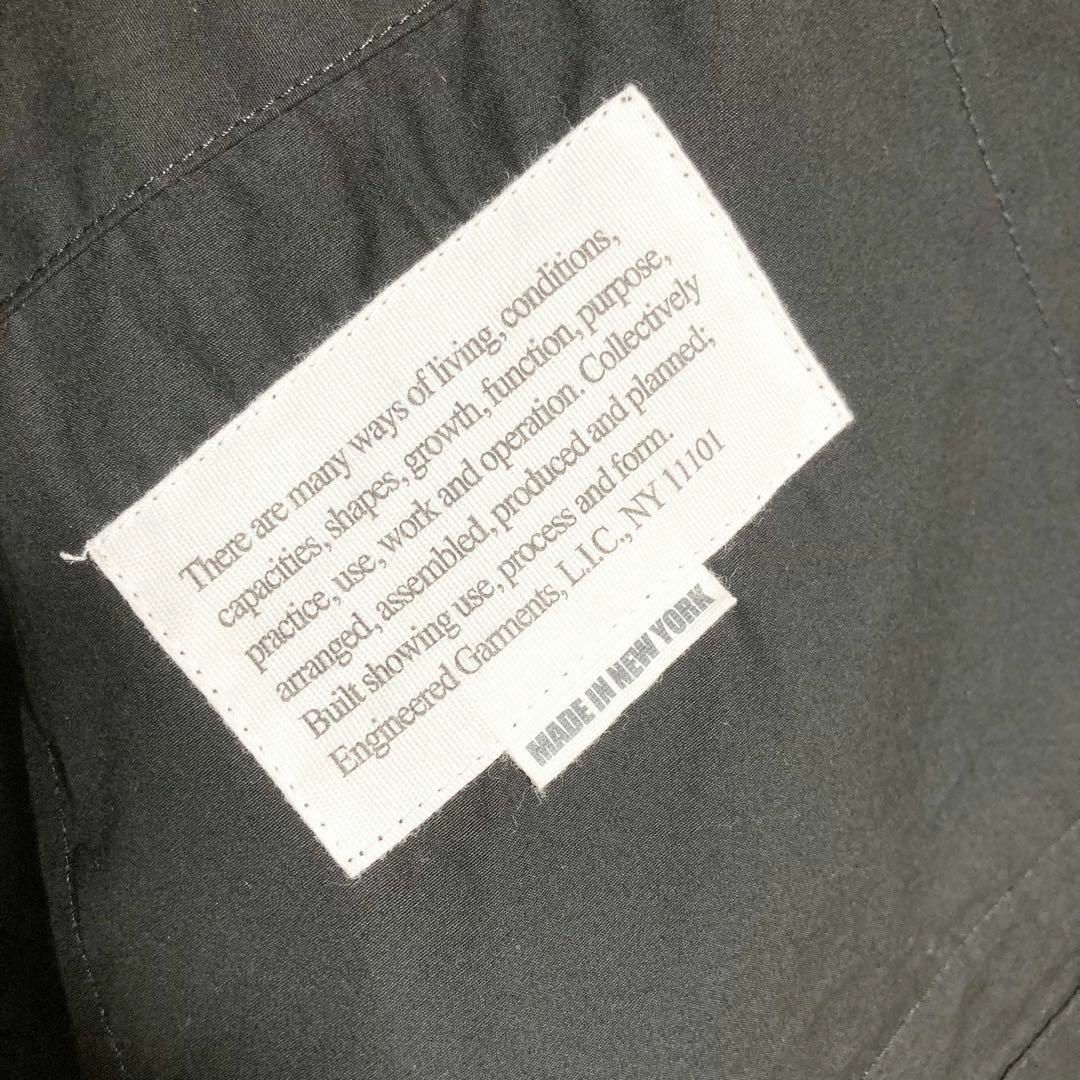 There are many ways of living, conditions,
capacities, shapes, growth, function, purpose,
practice, use, work and operation. Collectively
arranged, assembled, produced and planned;
Built showing use, process and form.
Engineered Garments, L.I.C., NY 11101
MADE IN NEW YORK